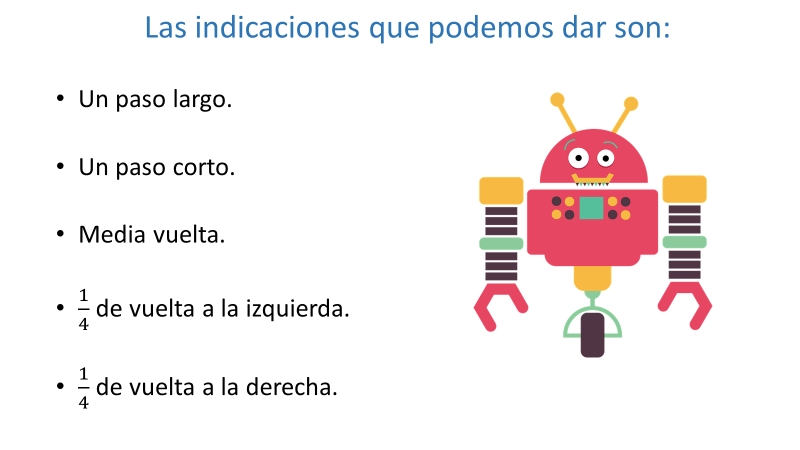 Las indicaciones que podemos dar son:
• Un paso largo.
• Un paso corto.
• Media vuelta.
• 1/4 de vuelta a la izquierda.
• 1/4 de vuelta a la derecha.